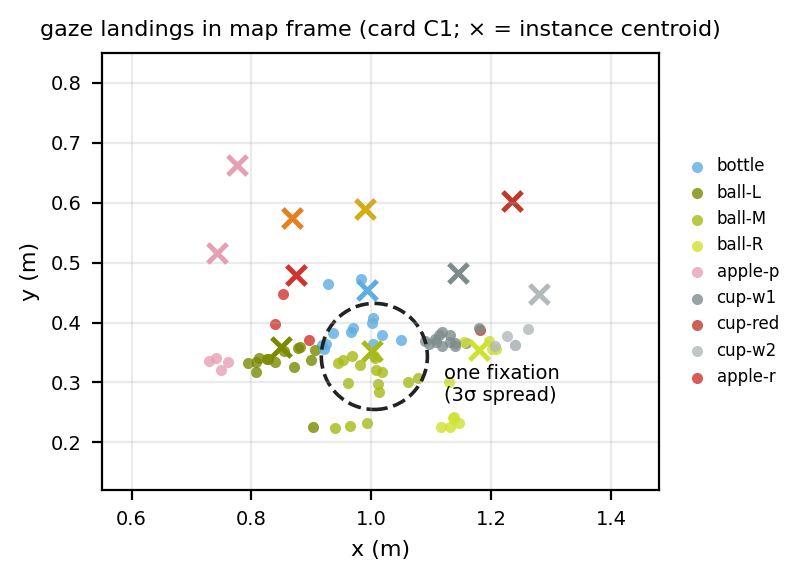 gaze landings in map frame (card C1; × = instance centroid)
0.8
0.7
0.6
0.5
0.4
0.3
0.2
y (m)
0.6
0.8
1.0
1.2
1.4
x (m)
one fixation
(3σ spread)
bottle
ball-L
ball-M
ball-R
apple-p
cup-w1
cup-red
cup-w2
apple-r